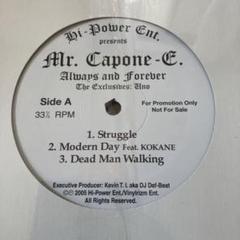 Hi-Power Ent.
presents
Mr. Capone-E.
Always and Forever
The Exclusives: Uno
Side A
33⅓ RPM
For Promotion Only
Not For Sale
1. Struggle
2. Modern Day Feat. KOKANE
3. Dead Man Walking
Executive Producer: Kevin T. I. aka DJ Def-Beat
©℗ 2005 Hi-Power Ent./Vinylrizm Ent.
All Rights Reserved.